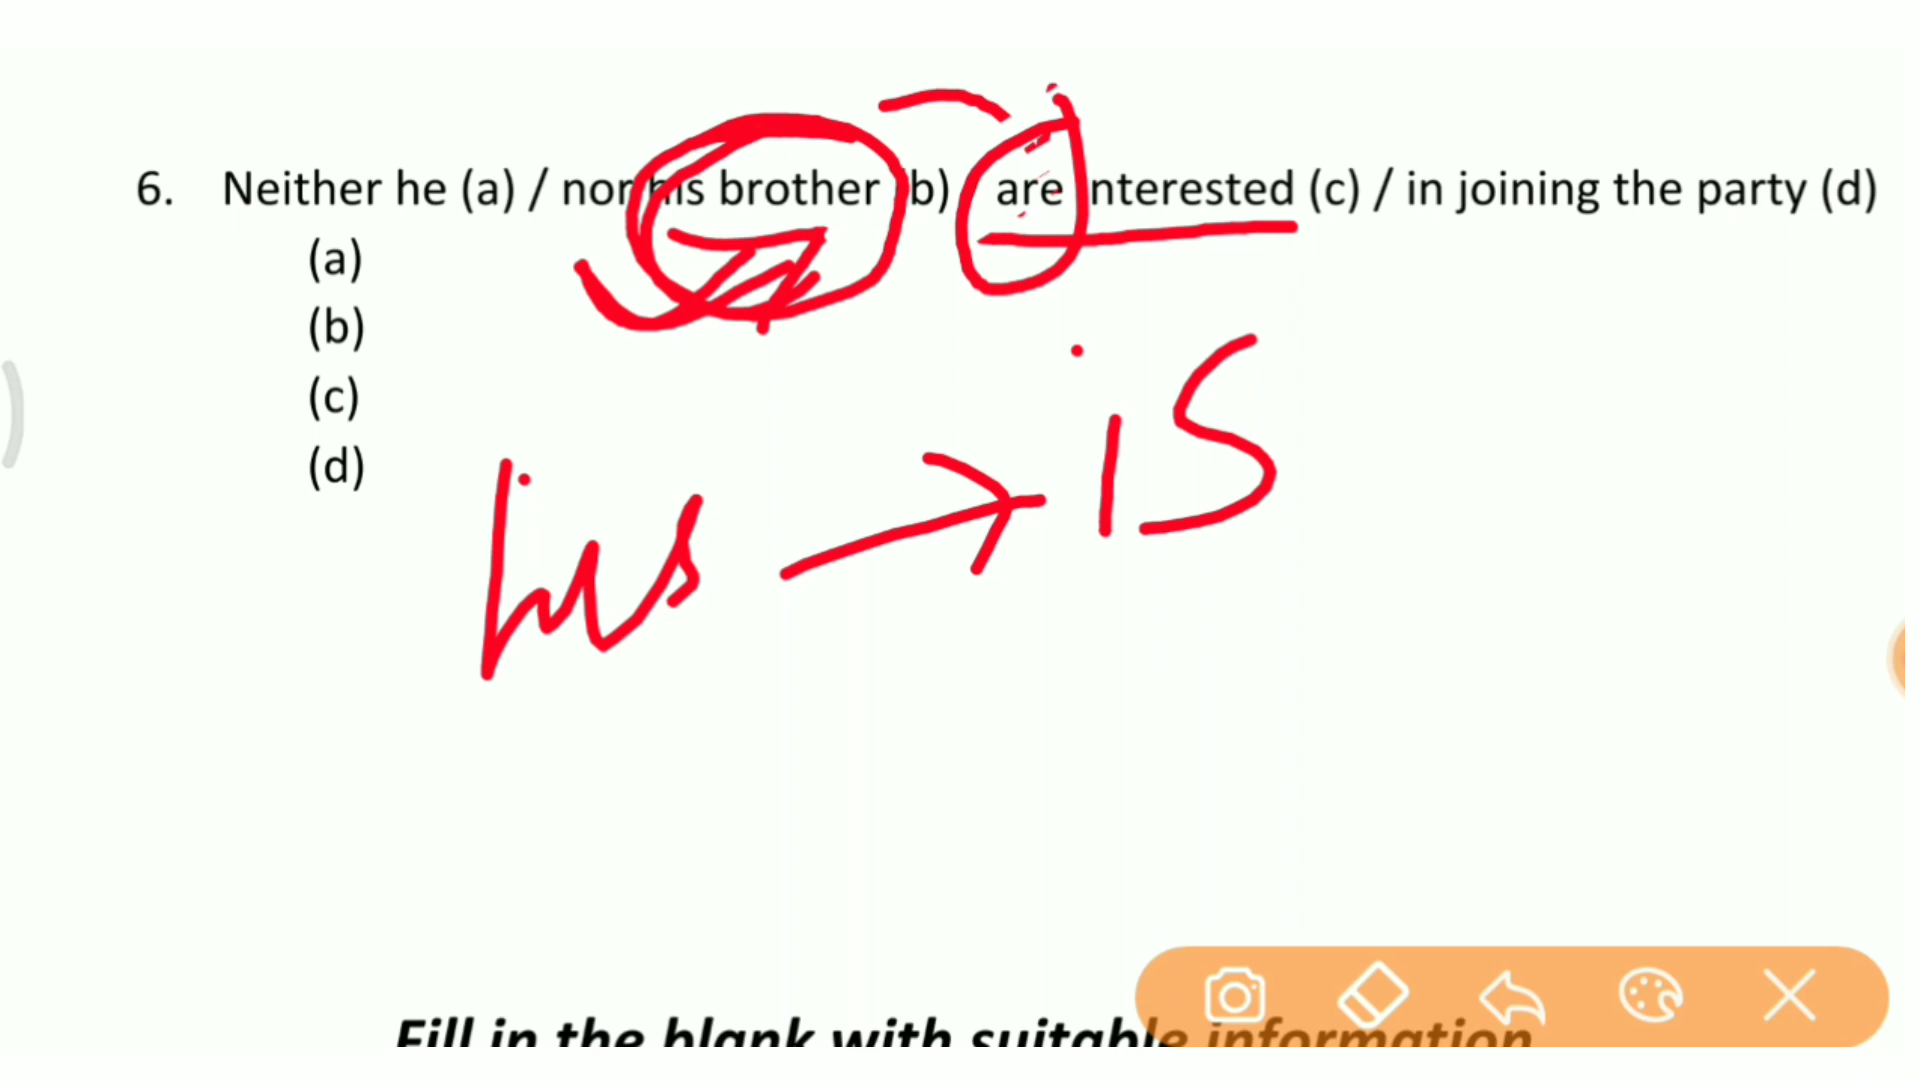 6. Neither he (a) / nor his brother (b) / are interested (c) / in joining the party (d)
(a)
(b)
(c)
(d)
his → is
Fill in the blank with suitable information